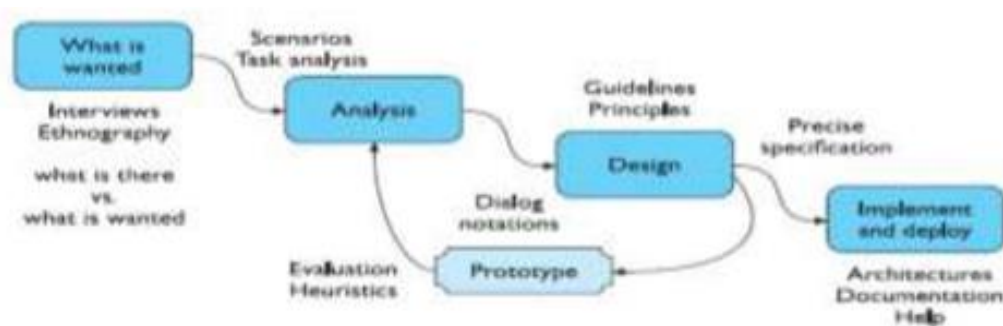 What is
wanted
Interviews
Ethnography
what is there
vs.
what is wanted
Scenarios
Task analysis
Analysis
Guidelines
Principles
Design
Precise
specification
Implement
and deploy
Architectures
Documentation
Help
Dialog
notations
Prototype
Evaluation
Heuristics